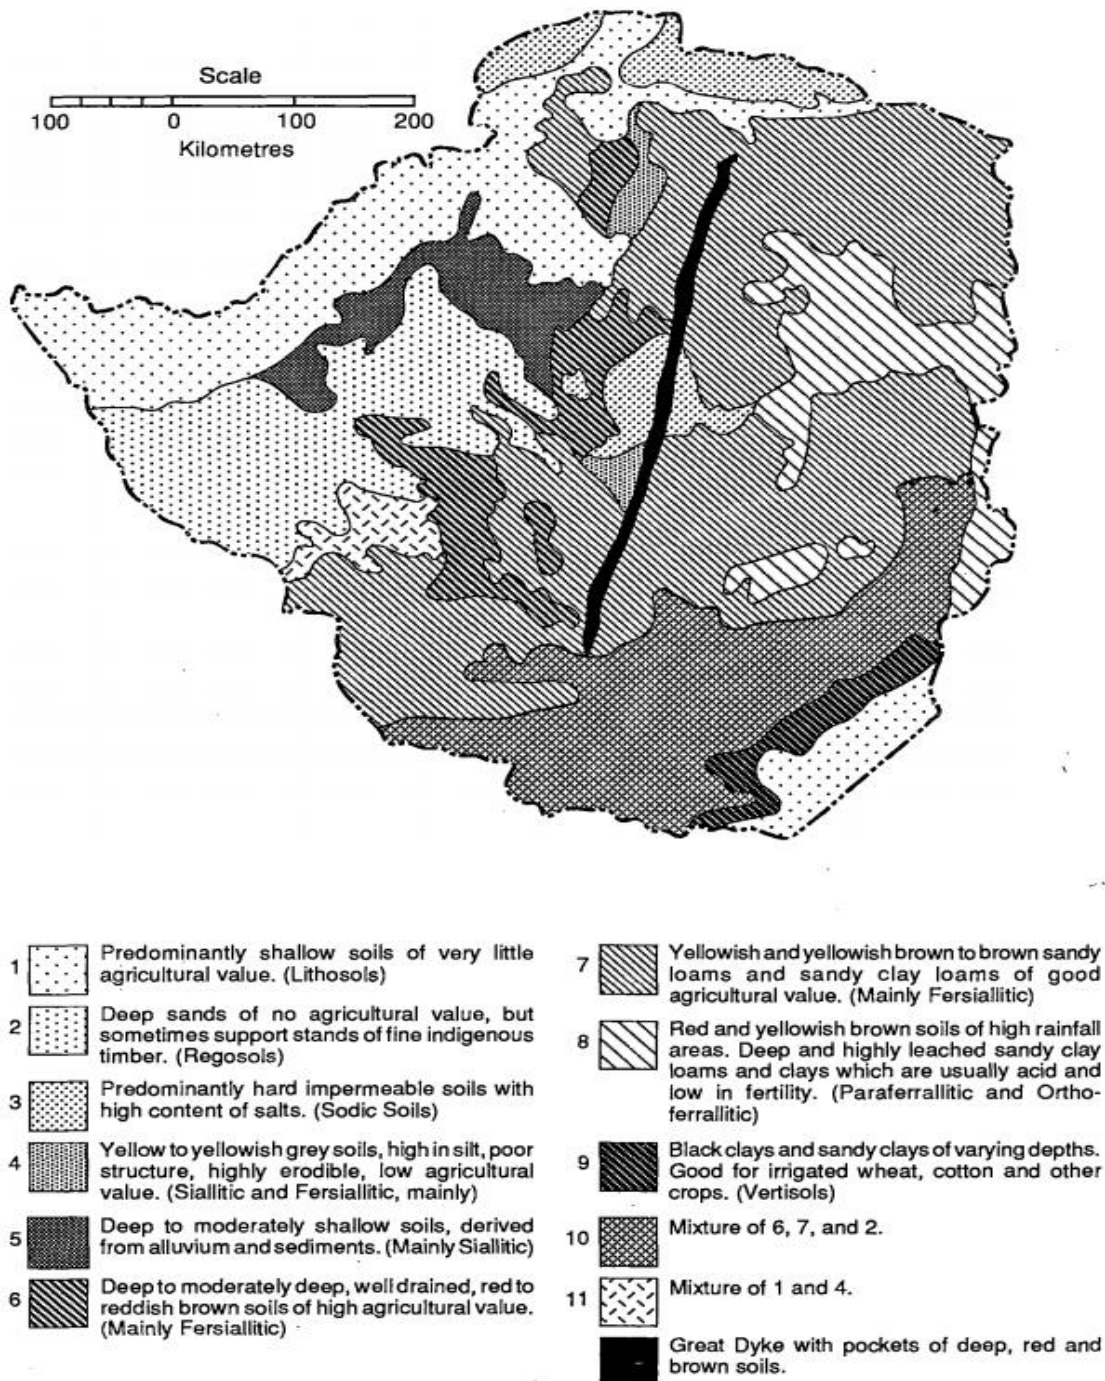 Scale
100 0 100 200
Kilometres
1 Predominantly shallow soils of very little
agricultural value. (Lithosols)
2 Deep sands of no agricultural value, but
sometimes support stands of fine indigenous
timber. (Regosols)
3 Predominantly hard impermeable soils with
high content of salts. (Sodic Soils)
4 Yellow to yellowish grey soils, high in silt, poor
structure, highly erodible, low agricultural
value. (Siallitic and Fersiallitic, mainly)
5 Deep to moderately shallow soils, derived
from alluvium and sediments. (Mainly Siallitic)
6 Deep to moderately deep, well drained, red to
reddish brown soils of high agricultural value.
(Mainly Fersiallitic)
7 Yellowish and yellowish brown to brown sandy
loams and sandy clay loams of good
agricultural value. (Mainly Fersiallitic)
8 Red and yellowish brown soils of high rainfall
areas. Deep and highly leached sandy clay
loams and clays which are usually acid and
low in fertility. (Paraferrallitic and Ortho-
ferrallitic)
9 Black clays and sandy clays of varying depths.
Good for irrigated wheat, cotton and other
crops. (Vertisols)
10 Mixture of 6, 7, and 2.
11 Mixture of 1 and 4.
Great Dyke with pockets of deep, red and
brown soils.